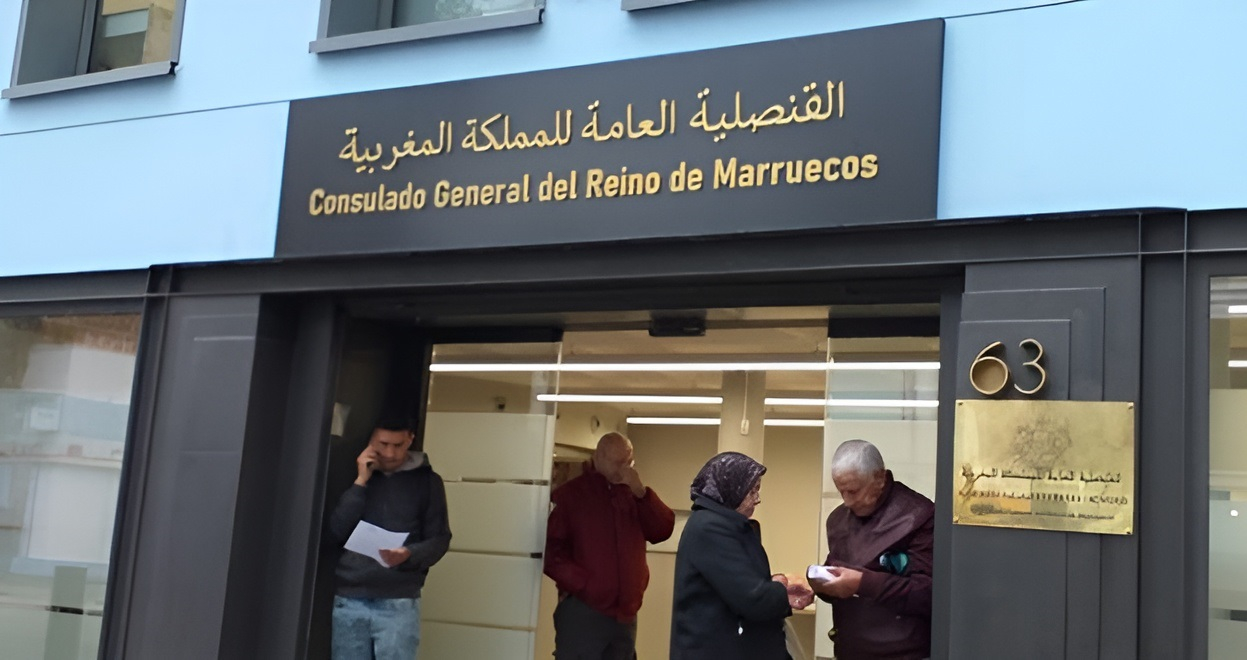 القنصلية العامة للمملكة المغربية
Consulado General del Reino de Marruecos
63